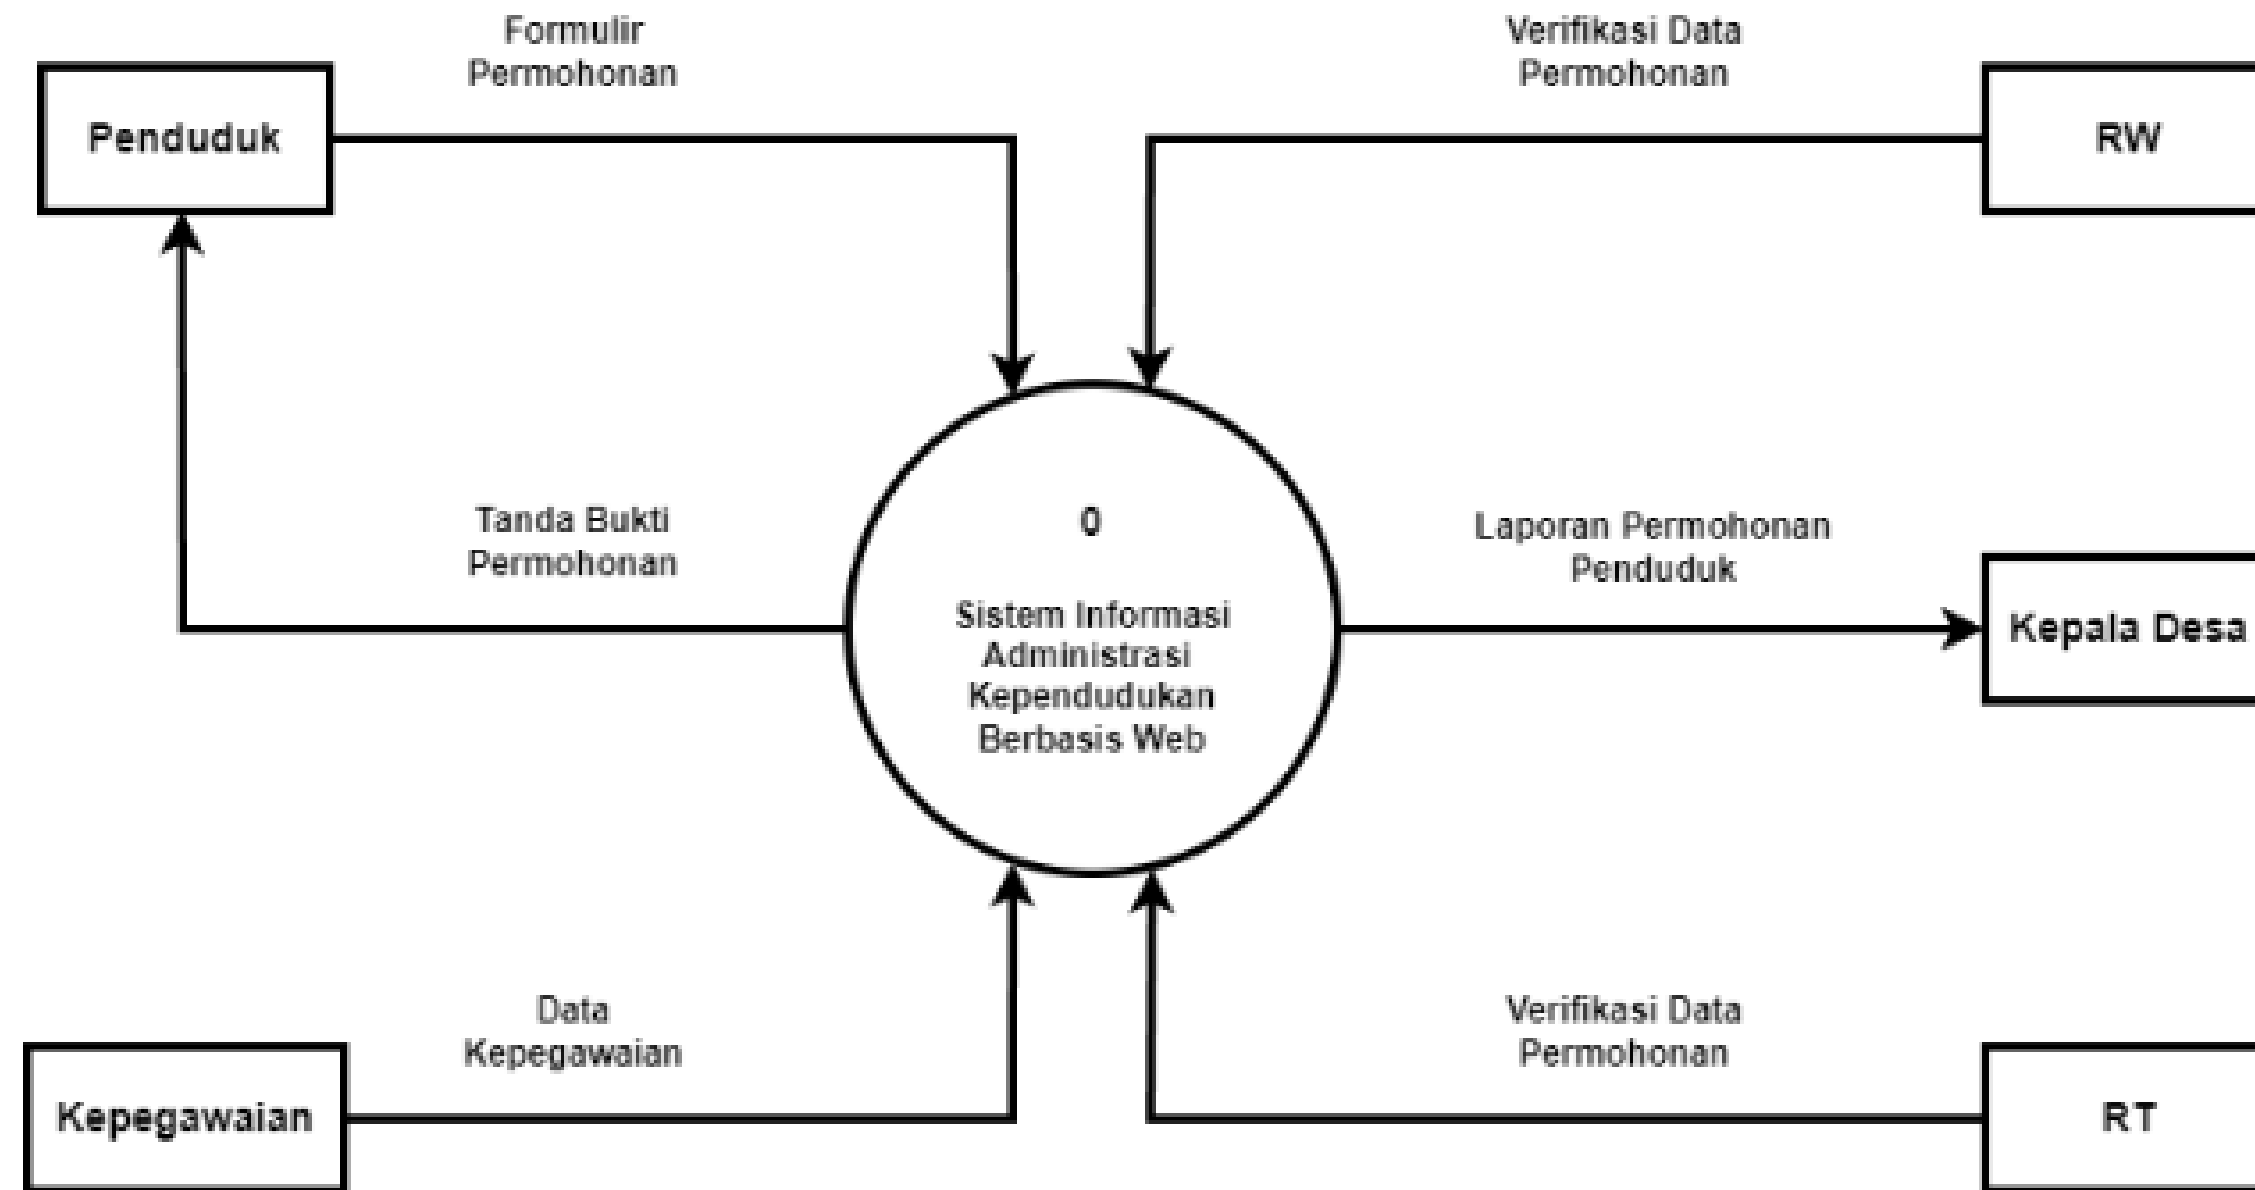 Formulir
Permohonan
Verifikasi Data
Permohonan
Penduduk
RW
Tanda Bukti
Permohonan
0
Sistem Informasi
Administrasi
Kependudukan
Berbasis Web
Laporan Permohonan
Penduduk
Kepala Desa
Data
Kepegawaian
Verifikasi Data
Permohonan
Kepegawaian
RT